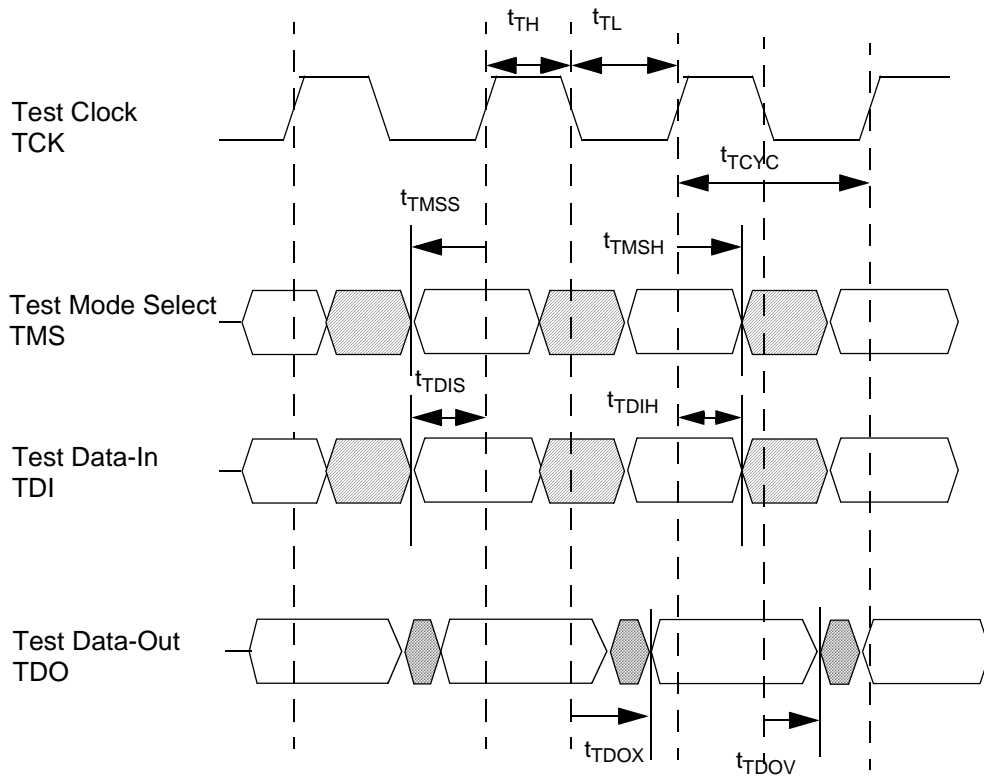 tTH
tTL
Test Clock
TCK
tTCYC
tTMSS
tTMSH
Test Mode Select
TMS
tTDIS
tTDIH
Test Data-In
TDI
Test Data-Out
TDO
tTDOX
tTDOV